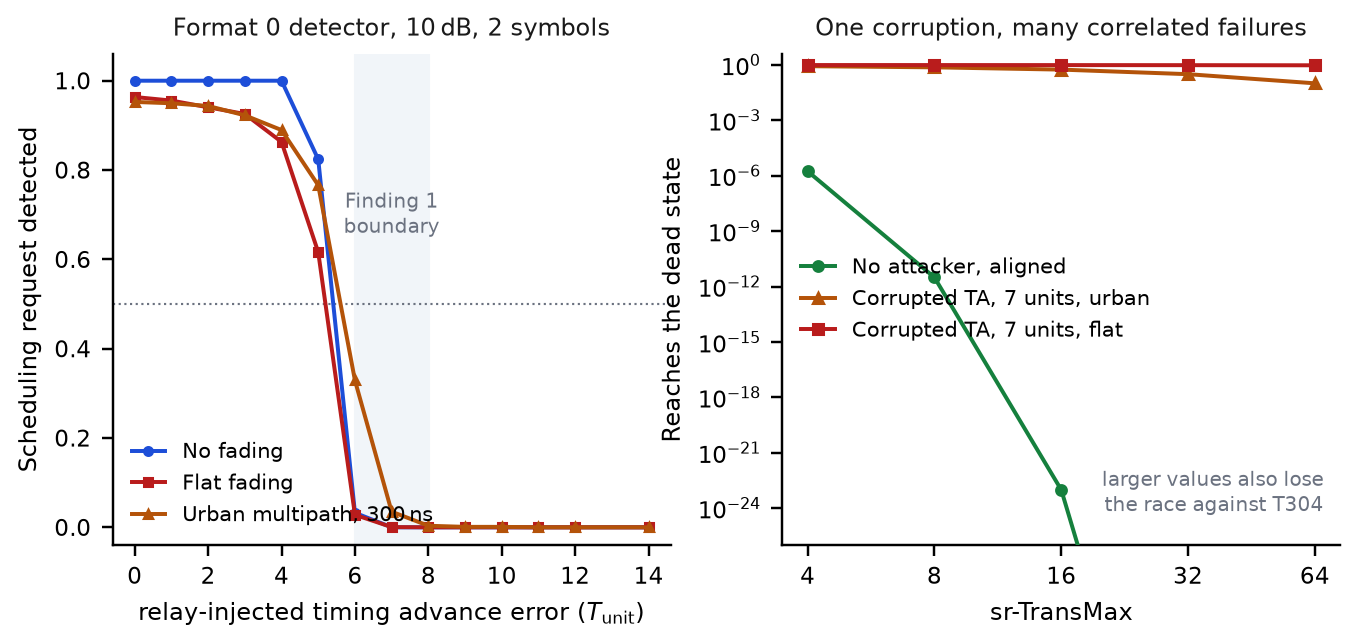 Format 0 detector, 10 dB, 2 symbols
Scheduling request detected
1.0
0.8
0.6
0.4
0.2
0.0
Finding 1
boundary
No fading
Flat fading
Urban multipath, 300 ns
0 2 4 6 8 10 12 14
relay-injected timing advance error (T_unit)
One corruption, many correlated failures
Reaches the dead state
10^0
10^−3
10^−6
10^−9
10^−12
10^−15
10^−18
10^−21
10^−24
No attacker, aligned
Corrupted TA, 7 units, urban
Corrupted TA, 7 units, flat
larger values also lose
the race against T304
4 8 16 32 64
sr-TransMax